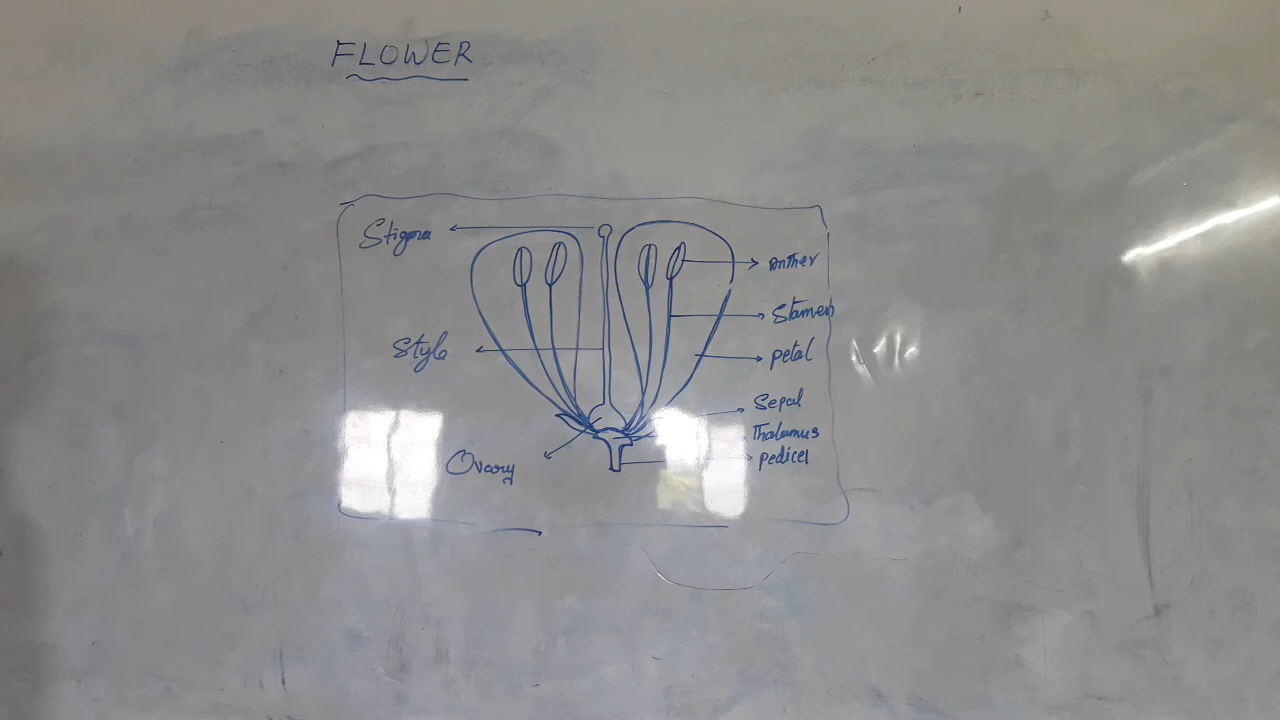 FLOWER
Stigma
Anther
Stamen
Style
petal
Sepal
Thalamus
Ovary
pedicel